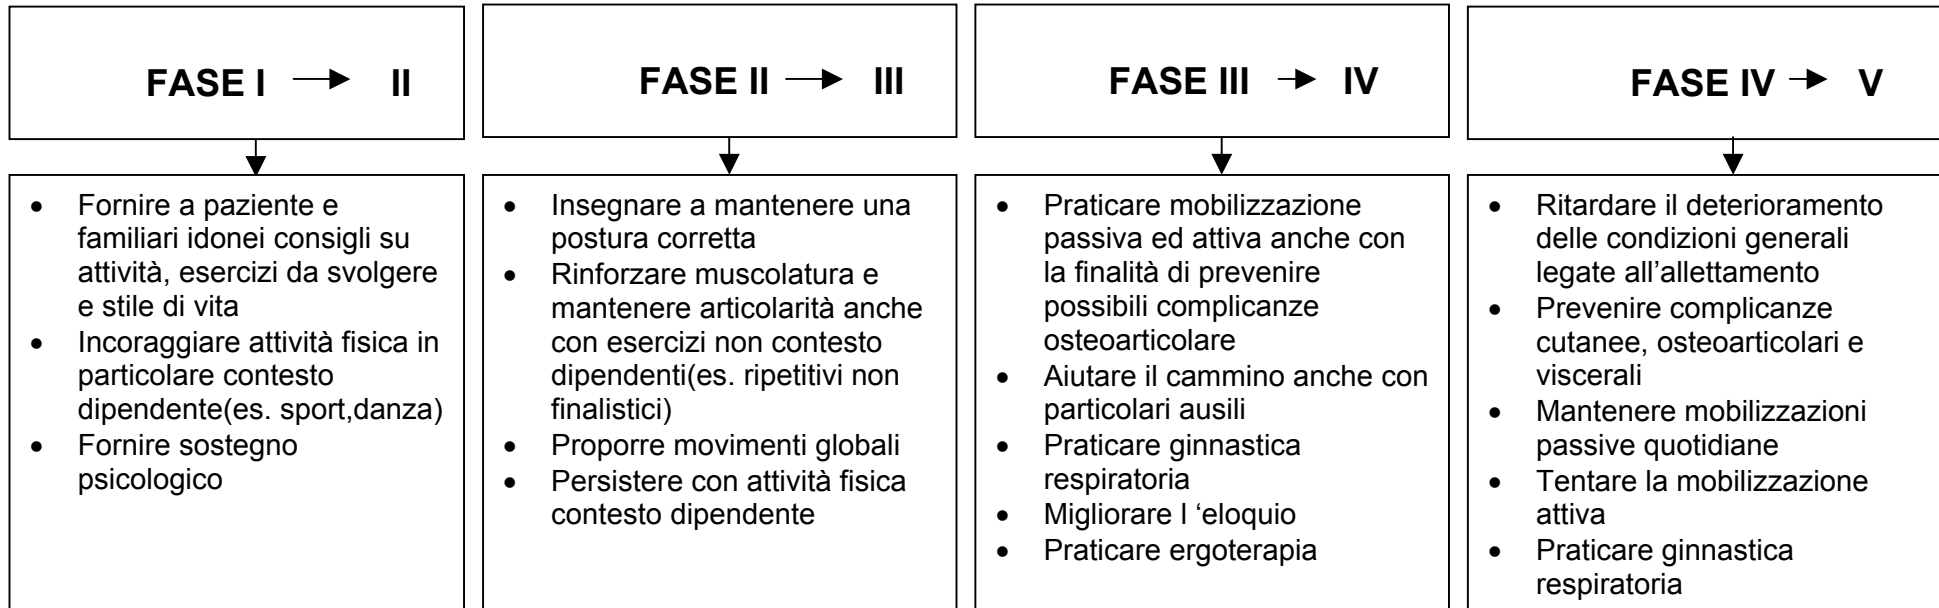 FASE I → II
• Fornire a paziente e
familiari idonei consigli su
attività, esercizi da svolgere
e stile di vita
• Incoraggiare attività fisica in
particolare contesto
dipendente(es. sport,danza)
• Fornire sostegno
psicologico
FASE II → III
• Insegnare a mantenere una
postura corretta
• Rinforzare muscolatura e
mantenere articolarità anche
con esercizi non contesto
dipendenti(es. ripetitivi non
finalistici)
• Proporre movimenti globali
• Persistere con attività fisica
contesto dipendente
FASE III → IV
• Praticare mobilizzazione
passiva ed attiva anche con
la finalità di prevenire
possibili complicanze
osteoarticolare
• Aiutare il cammino anche con
particolari ausili
• Praticare ginnastica
respiratoria
• Migliorare l ‘eloquio
• Praticare ergoterapia
FASE IV → V
• Ritardare il deterioramento
delle condizioni generali
legate all’allettamento
• Prevenire complicanze
cutanee, osteoarticolari e
viscerali
• Mantenere mobilizzazioni
passive quotidiane
• Tentare la mobilizzazione
attiva
• Praticare ginnastica
respiratoria